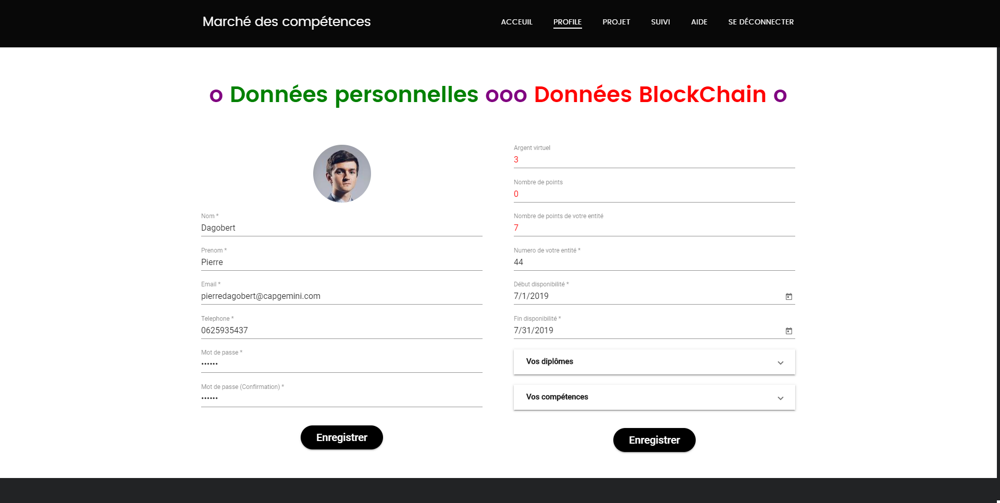 Marché des compétences
ACCEUIL PROFILE PROJET SUIVI AIDE SE DÉCONNECTER
o Données personnelles ooo Données BlockChain o
Nom *
Dagobert
Prenom *
Pierre
Email *
pierredagobert@capgemini.com
Telephone *
0625935437
Mot de passe *
••••••
Mot de passe (Confirmation) *
••••••
Enregistrer
Argent virtuel
3
Nombre de points
0
Nombre de points de votre entité
7
Numero de votre entité *
44
Début disponibilité *
7/1/2019
Fin disponibilité *
7/31/2019
Vos diplômes
Vos compétences
Enregistrer